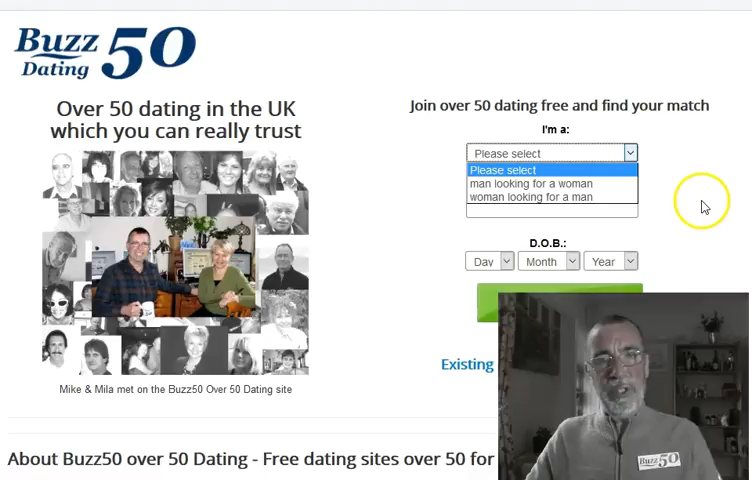 Buzz 50
Dating
Over 50 dating in the UK
which you can really trust
Mike & Mila met on the Buzz50 Over 50 Dating site
Join over 50 dating free and find your match
I'm a:
Please select
Please select
man looking for a woman
woman looking for a man
D.O.B.:
Day Month Year
Existing
Buzz50
About Buzz50 over 50 Dating - Free dating sites over 50 for